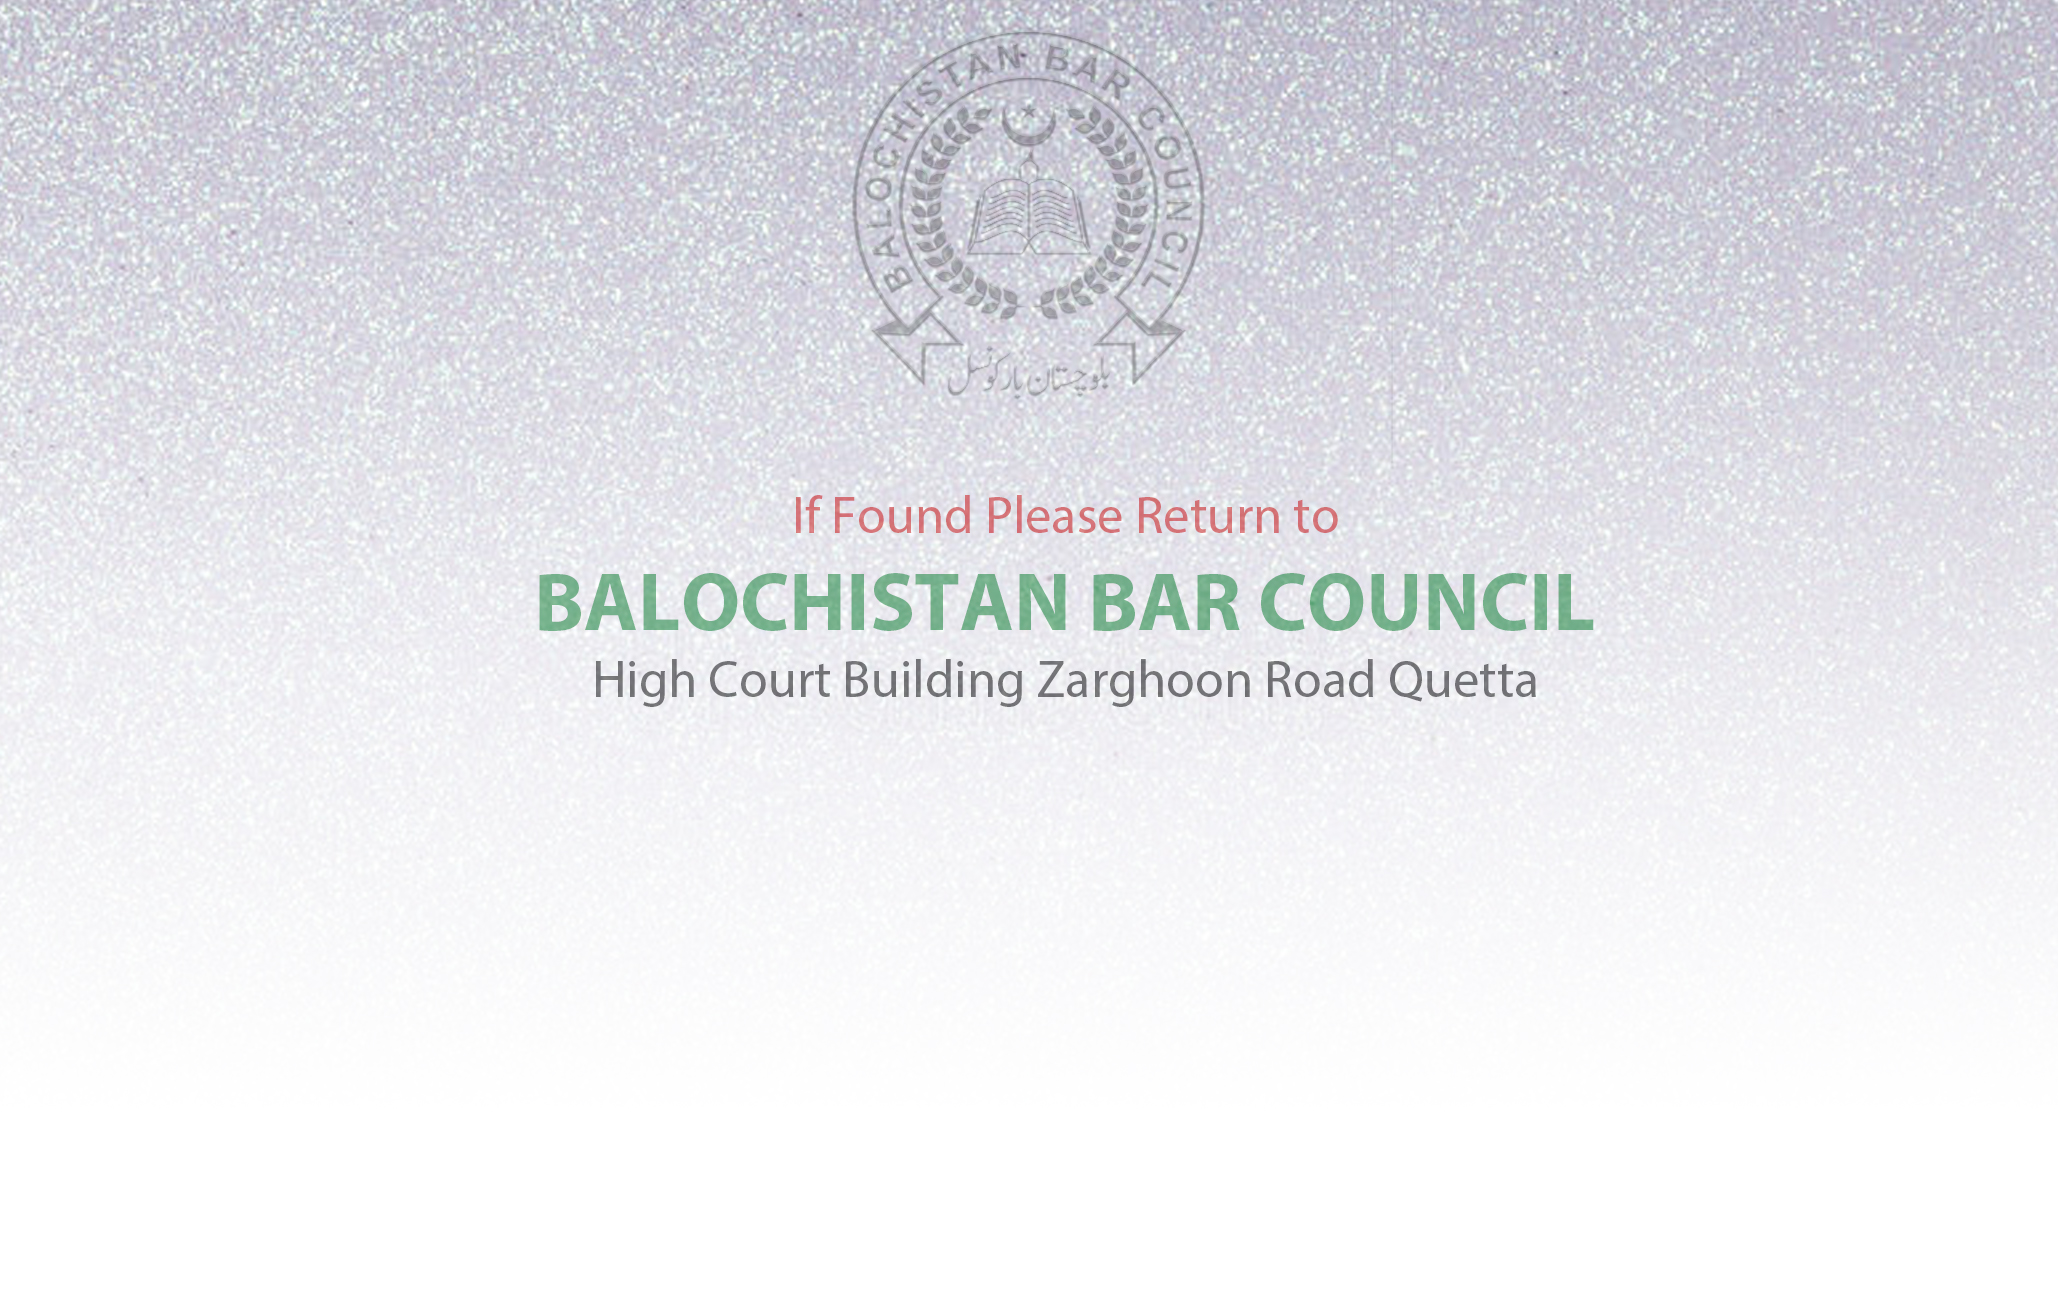 BALOCHISTAN BAR COUNCIL
بلوچستان بار کونسل
If Found Please Return to
BALOCHISTAN BAR COUNCIL
High Court Building Zarghoon Road Quetta